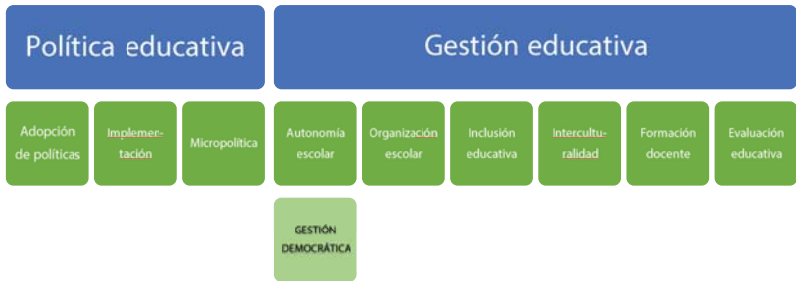 Política educativa
Gestión educativa
Adopción
de políticas
Implemen-
tación
Micropolítica
Autonomía
escolar
Organización
escolar
Inclusión
educativa
Intercultu-
ralidad
Formación
docente
Evaluación
educativa
GESTIÓN
DEMOCRÁTICA